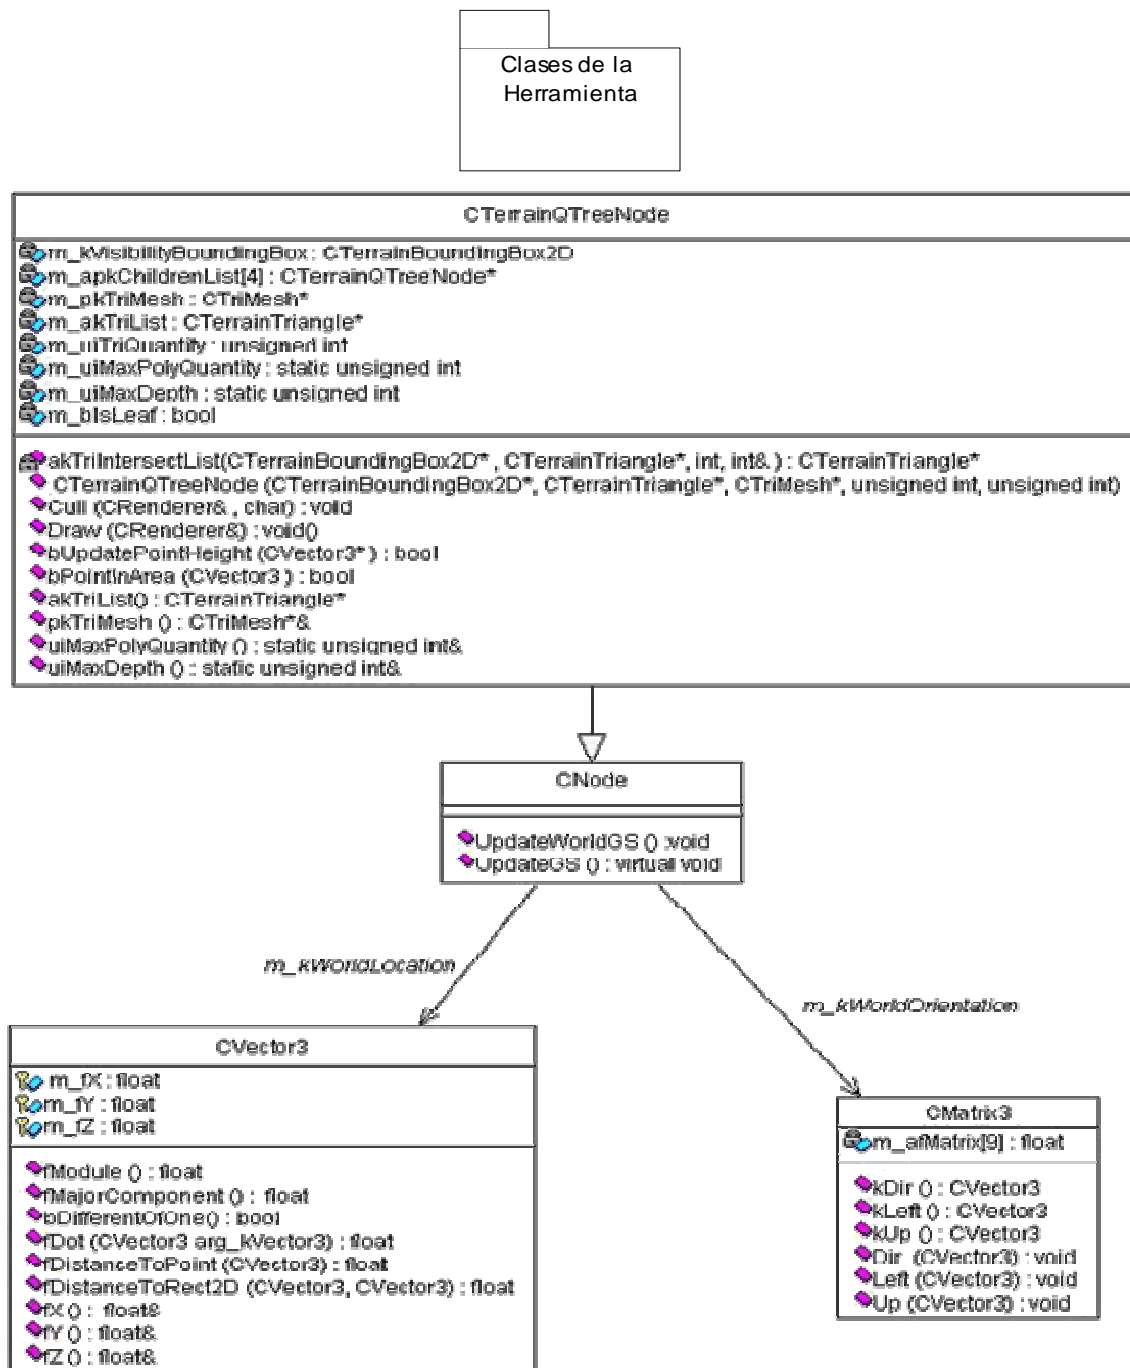 Clases de la
Herramienta
CTerrainQTreeNode
m_kVisibilityBoundingBox : CTerrainBoundingBox2D
m_apkChildrenList[4] : CTerrainQTreeNode*
m_pkTriMesh : CTriMesh*
m_akTriList : CTerrainTriangle*
m_uiTriQuantity : unsigned int
m_uiMaxPolyQuantity : static unsigned int
m_uiMaxDepth : static unsigned int
m_bIsLeaf : bool
akTriIntersectList(CTerrainBoundingBox2D* , CTerrainTriangle*, int, int& ) : CTerrainTriangle*
CTerrainQTreeNode (CTerrainBoundingBox2D*, CTerrainTriangle*, CTriMesh*, unsigned int, unsigned int)
Cull (CRenderer& , char() : void
Draw (CRenderer&) : void()
bUpdatePointHeight (CVector3* ) : bool
bPointInArea (CVector3 ) : bool
akTriList() : CTerrainTriangle*
pkTriMesh () : CTriMesh*&
uiMaxPolyQuantity () : static unsigned int&
uiMaxDepth () : static unsigned int&
CNode
UpdateWorldGS () :void
UpdateGS () : virtual void
m_kWorldLocation
m_kWorldOrientation
CVector3
m_fX : float
m_fY : float
m_fZ : float
fModule () : float
fMajorComponent () : float
bDifferentOfOne() : bool
fDot (CVector3 arg_kVector3) : float
fDistanceToPoint (CVector3) : float
fDistanceToRect2D (CVector3, CVector3) : float
fX () : float&
fY () : float&
fZ () : float&
CMatrix3
m_afMatrix[9] : float
kDir () : CVector3
kLeft () : CVector3
kUp () : CVector3
Dir (CVector3) : void
Left (CVector3) : void
Up (CVector3) : void